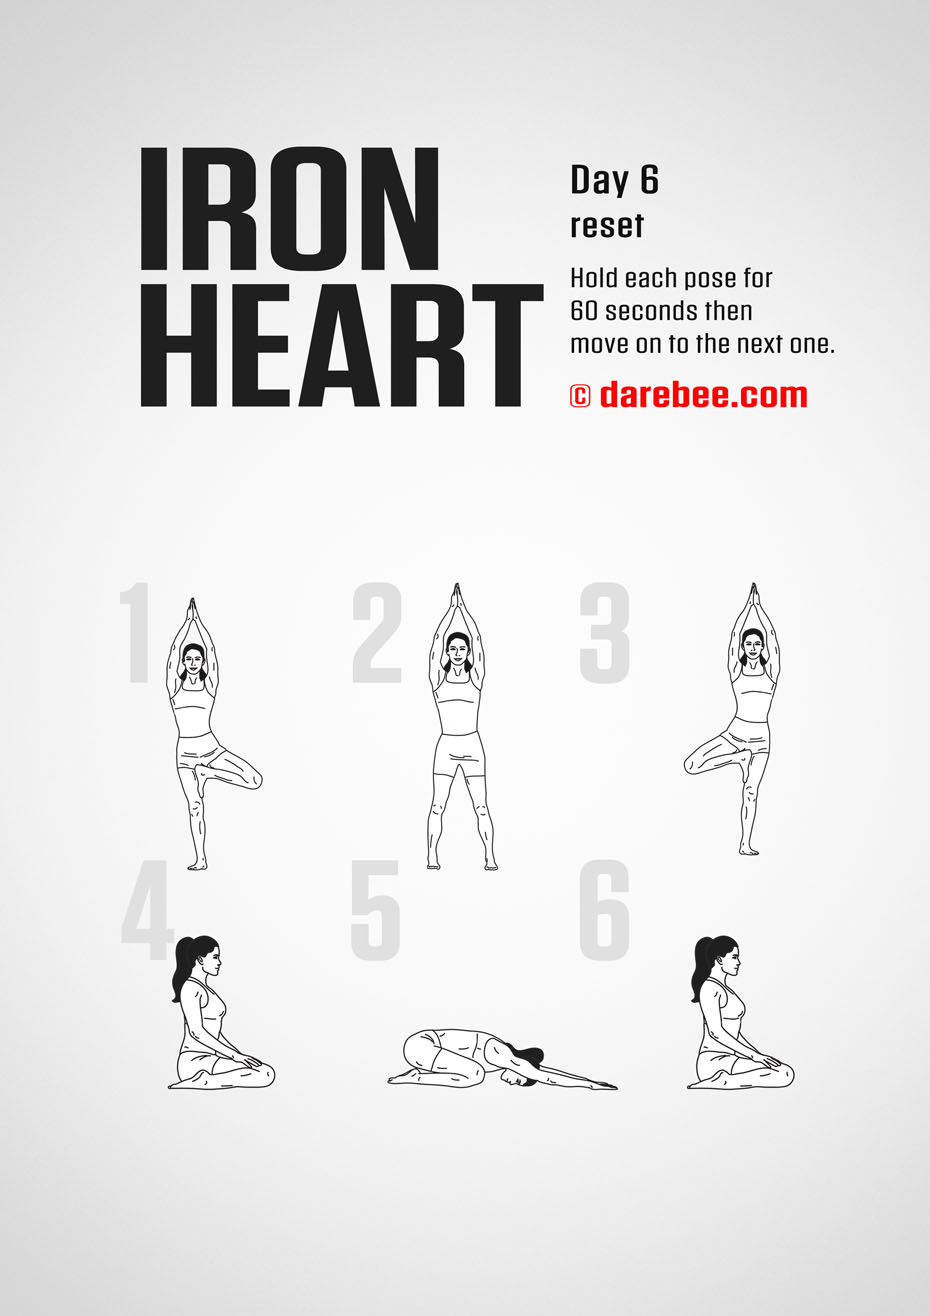 IRON
HEART
Day 6
reset
Hold each pose for
60 seconds then
move on to the next one.
© darebee.com
1
2
3
4
5
6